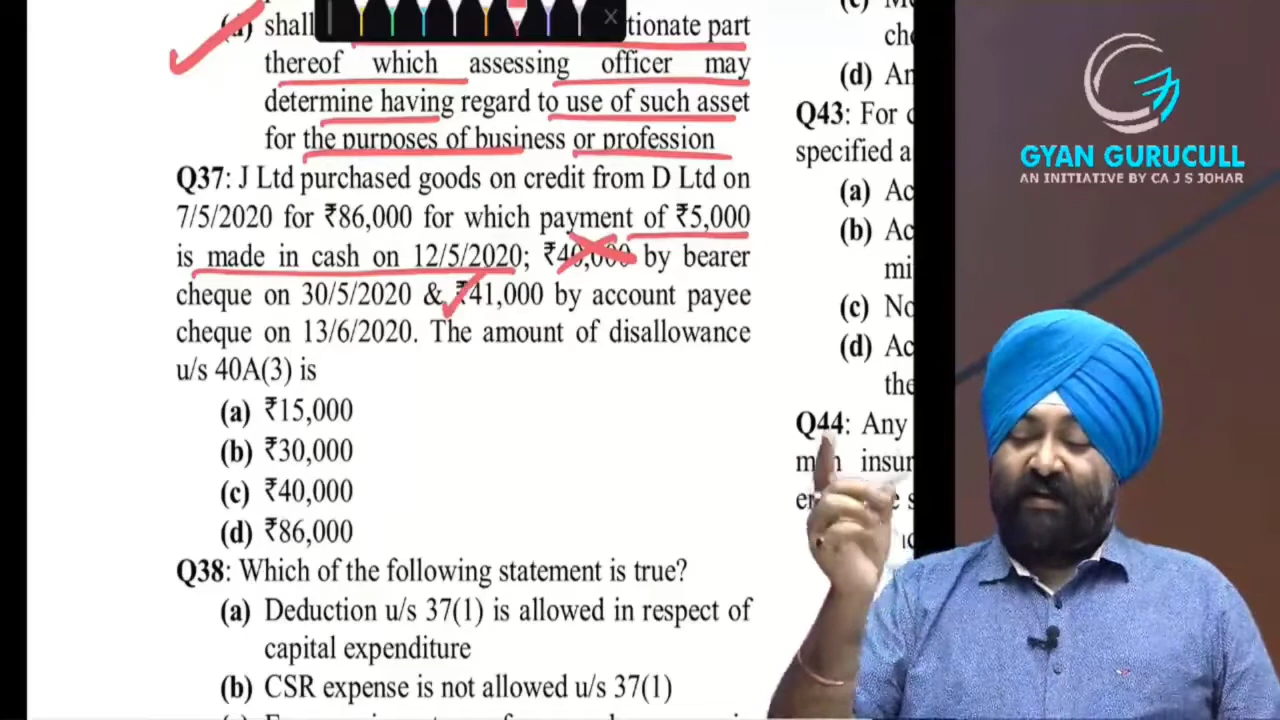 (d) shall tionate part
thereof which assessing officer may
determine having regard to use of such asset
for the purposes of business or profession
Q37: J Ltd purchased goods on credit from D Ltd on
7/5/2020 for ₹86,000 for which payment of ₹5,000
is made in cash on 12/5/2020; ₹40,000 by bearer
cheque on 30/5/2020 & ₹41,000 by account payee
cheque on 13/6/2020. The amount of disallowance
u/s 40A(3) is
(a) ₹15,000
(b) ₹30,000
(c) ₹40,000
(d) ₹86,000
Q38: Which of the following statement is true?
(a) Deduction u/s 37(1) is allowed in respect of
capital expenditure
(b) CSR expense is not allowed u/s 37(1)
(d) An
Q43: For
specified a
(a) Ac
(b) Ac
mi
(c) No
(d) Ac
the
Q44: Any
insur
GYAN GURUCULL
AN INITIATIVE BY CA J S JOHAR